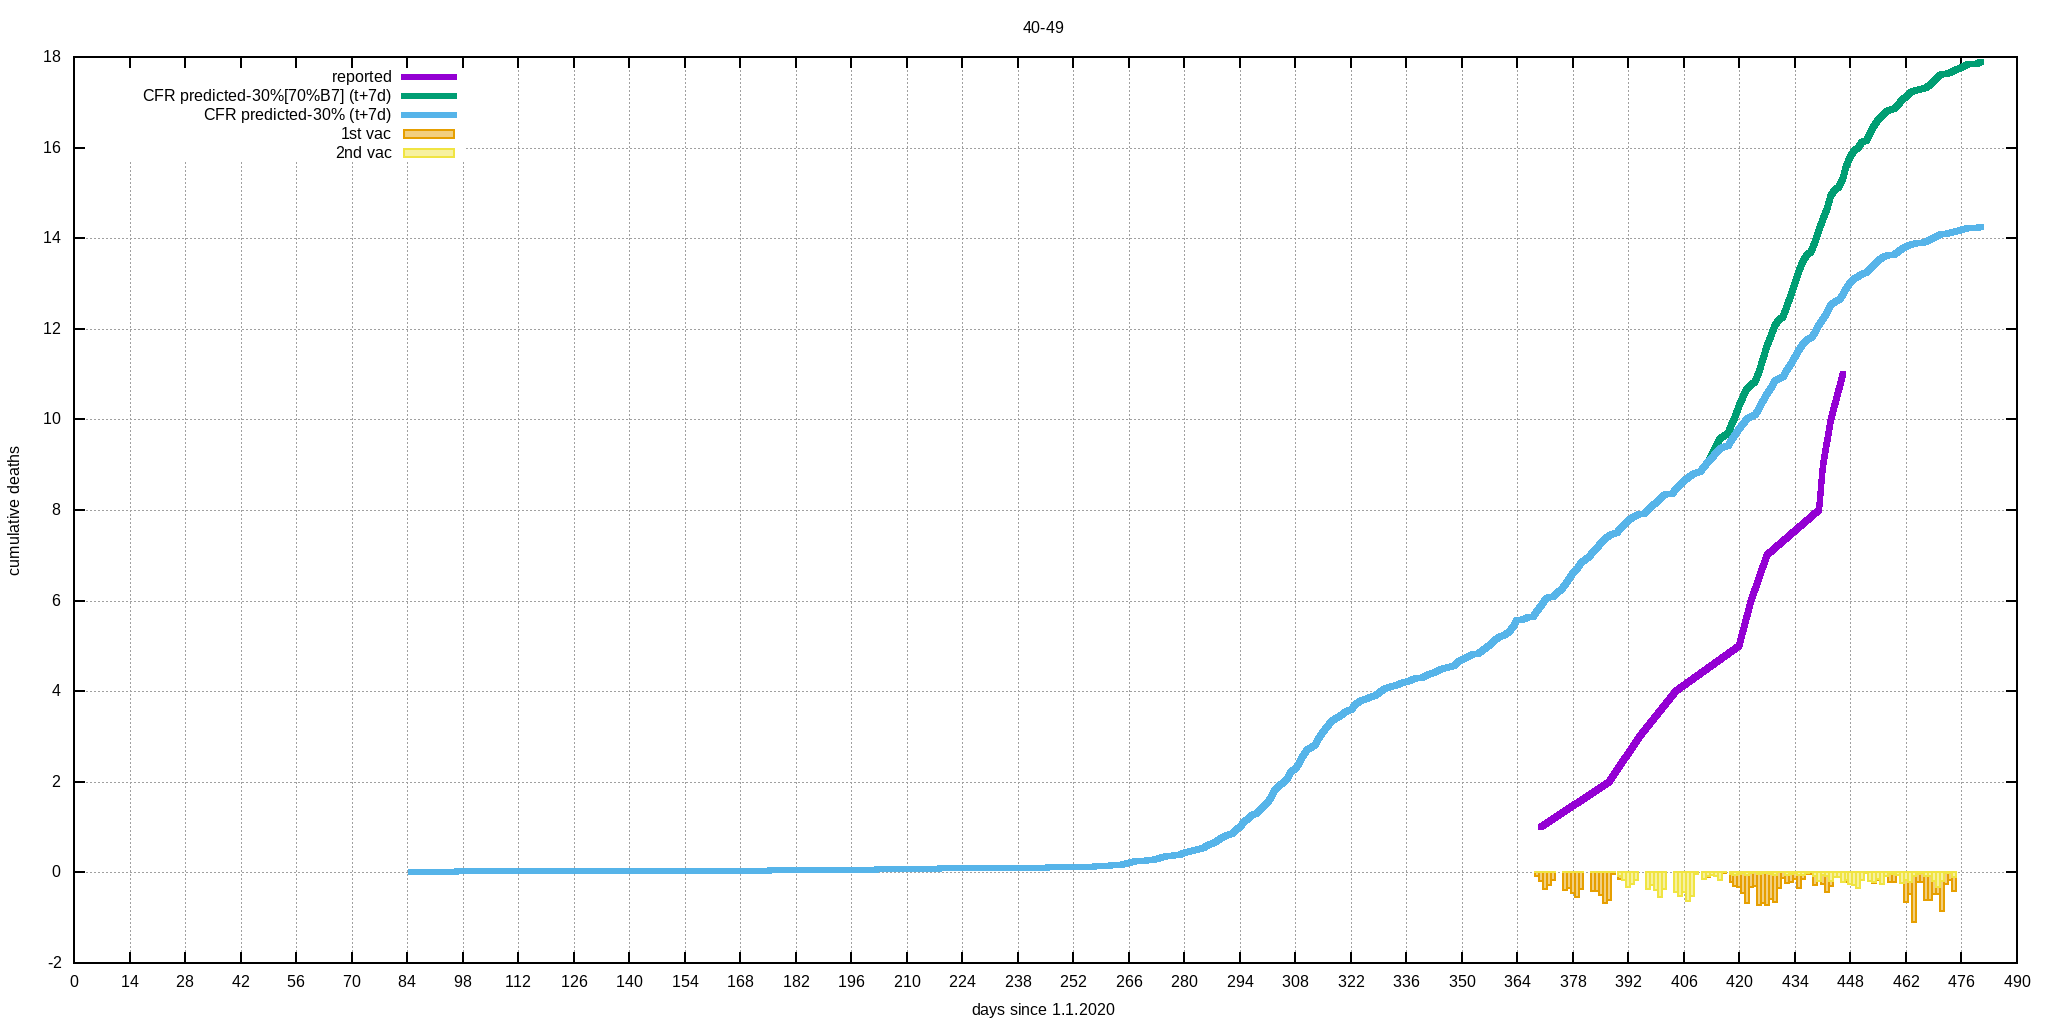 40-49
reported
CFR predicted-30%[70%B7] (t+7d)
CFR predicted-30% (t+7d)
1st vac
2nd vac
18
16
14
12
10
8
6
4
2
0
-2
cumulative deaths
0 14 28 42 56 70 84 98 112 126 140 154 168 182 196 210 224 238 252 266 280 294 308 322 336 350 364 378 392 406 420 434 448 462 476 490
days since 1.1.2020